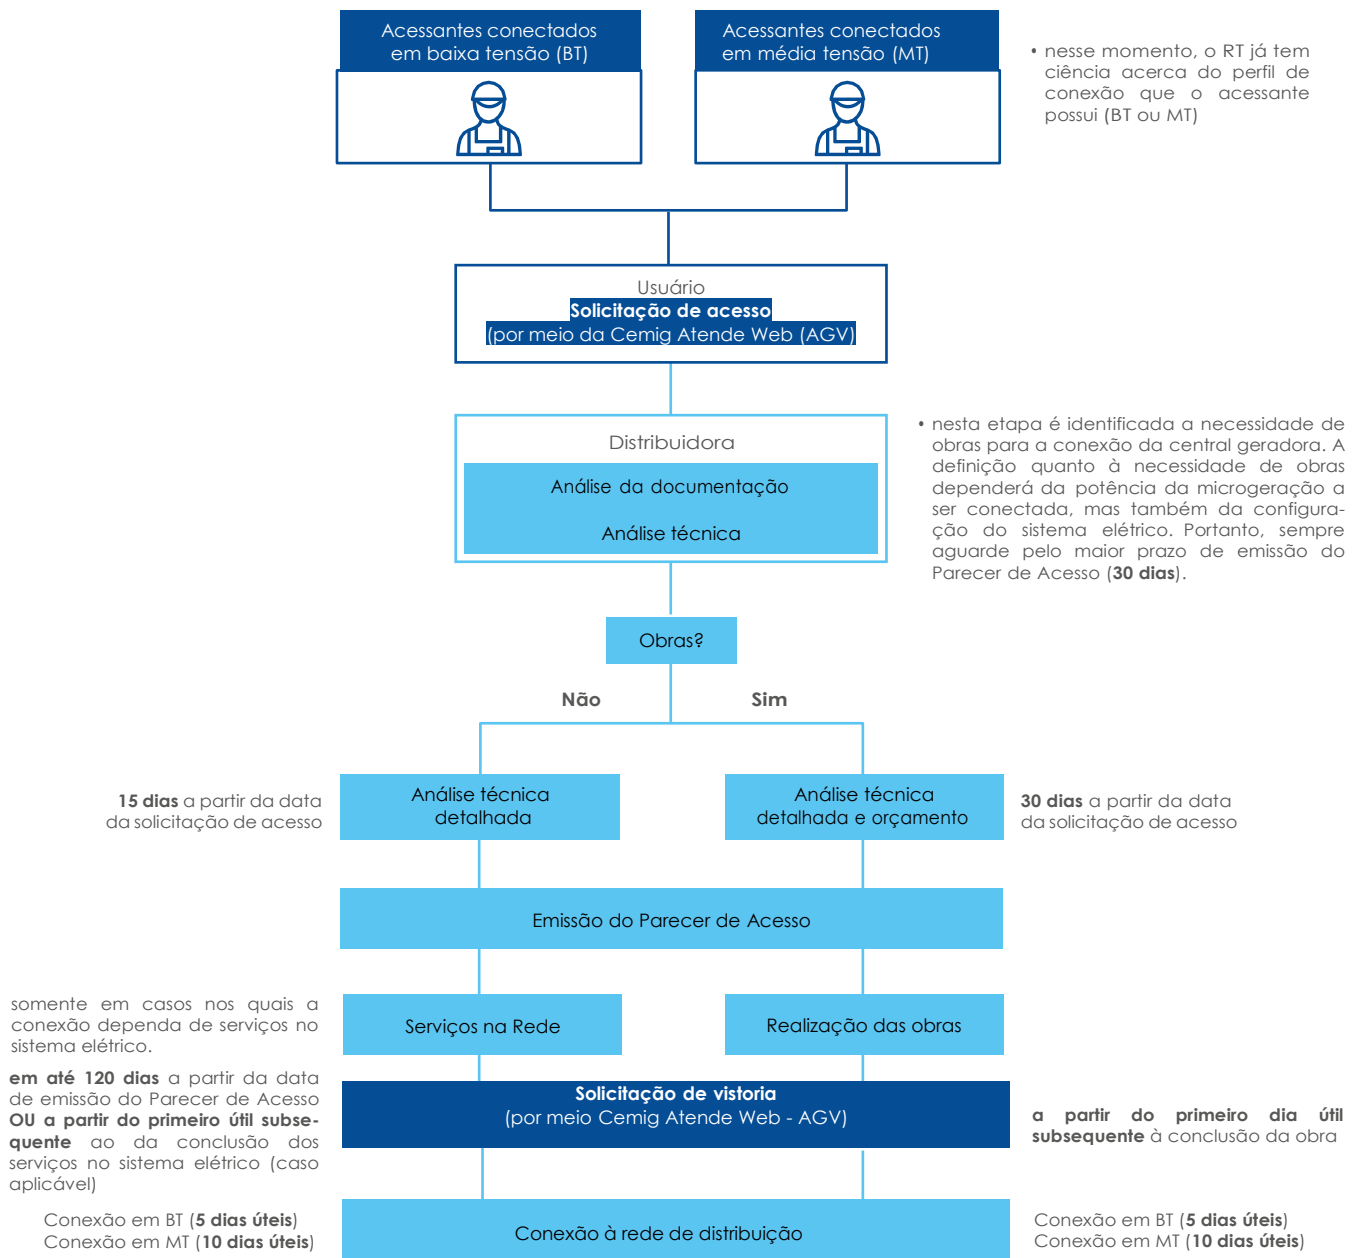 Acessantes conectados
em baixa tensão (BT)
Acessantes conectados
em média tensão (MT)
• nesse momento, o RT já tem
ciência acerca do perfil de
conexão que o acessante
possui (BT ou MT)
Usuário
Solicitação de acesso
(por meio da Cemig Atende Web (AGV)
Distribuidora
Análise da documentação
Análise técnica
• nesta etapa é identificada a necessidade de
obras para a conexão da central geradora. A
definição quanto à necessidade de obras
dependerá da potência da microgeração a
ser conectada, mas também da configura-
ção do sistema elétrico. Portanto, sempre
aguarde pelo maior prazo de emissão do
Parecer de Acesso (30 dias).
Obras?
Não
Sim
15 dias a partir da data
da solicitação de acesso
Análise técnica
detalhada
Análise técnica
detalhada e orçamento
30 dias a partir da data
da solicitação de acesso
Emissão do Parecer de Acesso
somente em casos nos quais a
conexão dependa de serviços no
sistema elétrico.
Serviços na Rede
Realização das obras
em até 120 dias a partir da data
de emissão do Parecer de Acesso
OU a partir do primeiro útil subse-
quente ao da conclusão dos
serviços no sistema elétrico (caso
aplicável)
Solicitação de vistoria
(por meio Cemig Atende Web - AGV)
a partir do primeiro dia útil
subsequente à conclusão da obra
Conexão em BT (5 dias úteis)
Conexão em MT (10 dias úteis)
Conexão à rede de distribuição
Conexão em BT (5 dias úteis)
Conexão em MT (10 dias úteis)